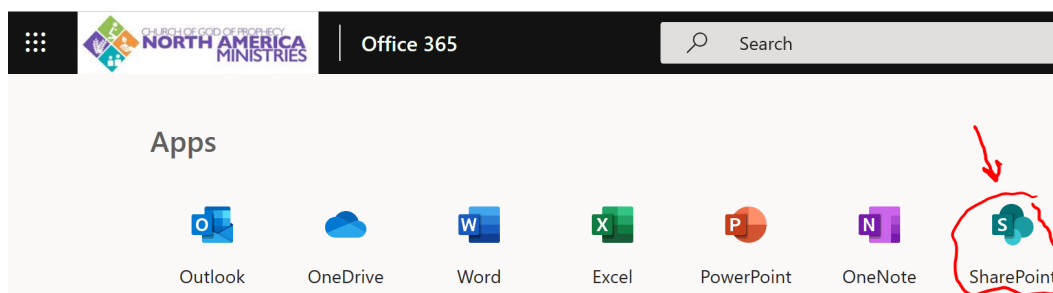 CHURCH OF GOD OF PROPHECY
NORTH AMERICA
MINISTRIES
Office 365
Search
Apps
O
W
X
P
N
S
Outlook
OneDrive
Word
Excel
PowerPoint
OneNote
SharePoint